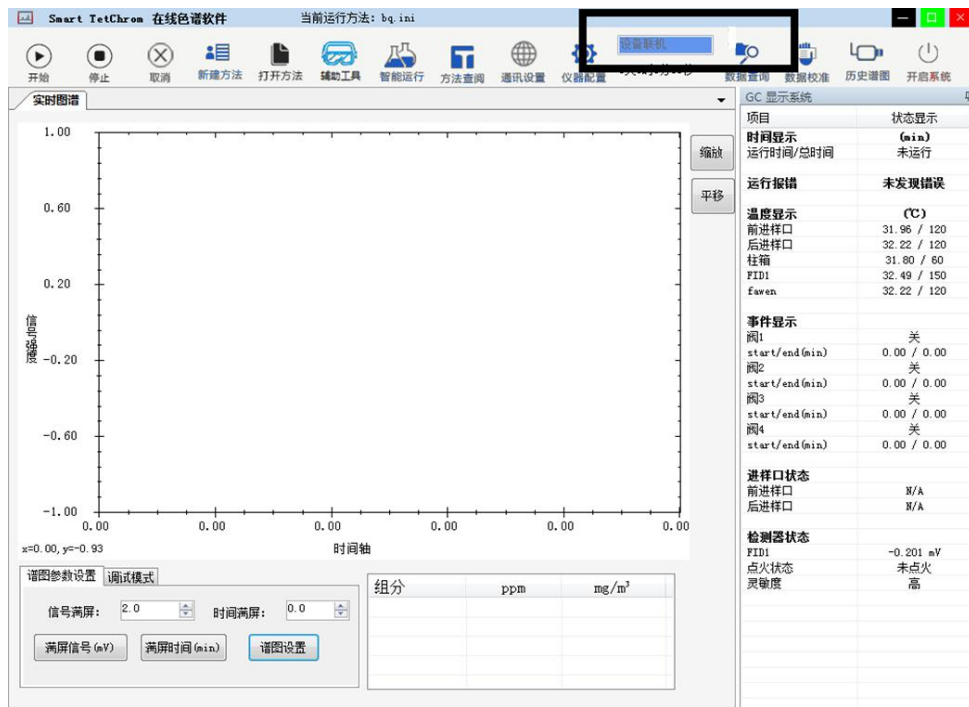 Smart TetChrom 在线色谱软件 当前运行方法: bq.ini
设备联机
开始 停止 取消 新建方法 打开方法 辅助工具 智能运行 方法查阅 通讯设置 仪器配置 数据查询 数据校准 历史谱图 开启系统
实时图谱
1.00
0.60
0.20
-0.20
-0.60
-1.00
信号强度
0.00 0.00 0.00 0.00 0.00 0.00
x=0.00,y=-0.93 时间轴
缩放
平移
谱图参数设置 调试模式
信号满屏: 2.0 时间满屏: 0.0
满屏信号(mV) 满屏时间(min) 谱图设置
组分 ppm mg/m³
GC 显示系统
项目 状态显示
时间显示 (min)
运行时间/总时间 未运行
运行报错 未发现错误
温度显示 (℃)
前进样口 31.96 / 120
后进样口 32.22 / 120
柱箱 31.80 / 60
FID1 32.49 / 150
fawen 32.22 / 120
事件显示
阀1 关
start/end(min) 0.00 / 0.00
阀2 关
start/end(min) 0.00 / 0.00
阀3 关
start/end(min) 0.00 / 0.00
阀4 关
start/end(min) 0.00 / 0.00
进样口状态
前进样口 N/A
后进样口 N/A
检测器状态
FID1 -0.201 mV
点火状态 未点火
灵敏度 高